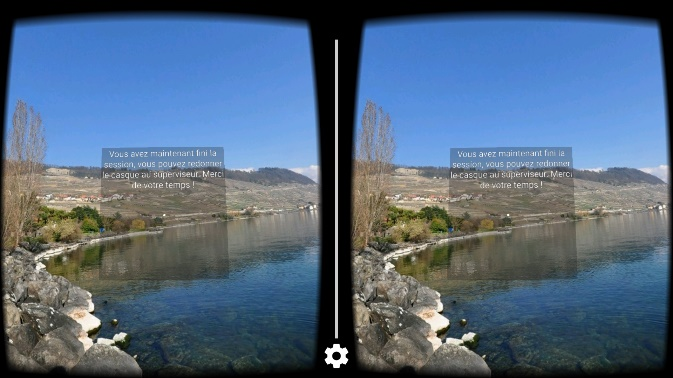 Vous avez maintenant fini la
session, vous pouvez redonner
le casque au superviseur. Merci
de votre temps !
Vous avez maintenant fini la
session, vous pouvez redonner
le casque au superviseur. Merci
de votre temps !